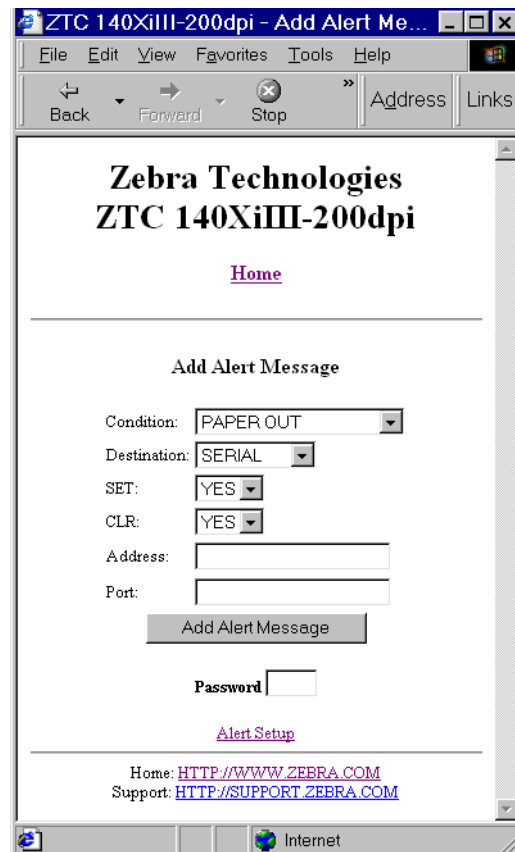 ZTC 140XiIII-200dpi - Add Alert Me...
File Edit View Favorites Tools Help
Back Forward Stop » Address Links
Zebra Technologies
ZTC 140XiIII-200dpi
Home
Add Alert Message
Condition: PAPER OUT
Destination: SERIAL
SET: YES
CLR: YES
Address:
Port:
Add Alert Message
Password
Alert Setup
Home: HTTP://WWW.ZEBRA.COM
Support: HTTP://SUPPORT.ZEBRA.COM
Internet